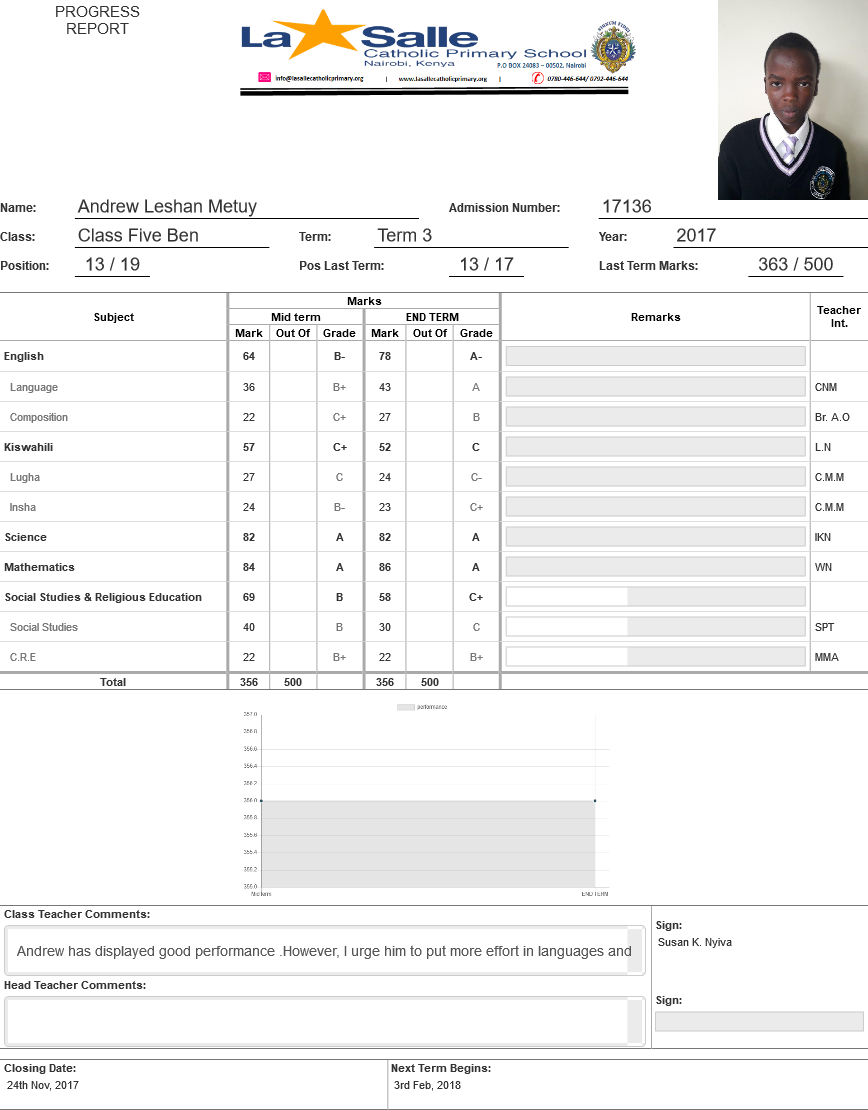 PROGRESS
REPORT
La Salle
Catholic Primary School
Nairobi, Kenya
P.O BOX 24083 – 00502, Nairobi
info@lasallecatholicprimary.org | www.lasallecatholicprimary.org | 0780-446-644/ 0792-446-644
Name: Andrew Leshan Metuy Admission Number: 17136
Class: Class Five Ben Term: Term 3 Year: 2017
Position: 13 / 19 Pos Last Term: 13 / 17 Last Term Marks: 363 / 500
Subject Marks Remarks Teacher Int.
Mid term END TERM
Mark Out Of Grade Mark Out Of Grade
English 64 B- 78 A-
Language 36 B+ 43 A CNM
Composition 22 C+ 27 B Br. A.O
Kiswahili 57 C+ 52 C L.N
Lugha 27 C 24 C- C.M.M
Insha 24 B- 23 C+ C.M.M
Science 82 A 82 A IKN
Mathematics 84 A 86 A WN
Social Studies & Religious Education 69 B 58 C+
Social Studies 40 B 30 C SPT
C.R.E 22 B+ 22 B+ MMA
Total 356 500 356 500
performance
357.0
356.8
356.6
356.4
356.2
356.0
355.8
355.6
355.4
355.2
355.0
Mid term END TERM
Class Teacher Comments:
Andrew has displayed good performance .However, I urge him to put more effort in languages and
Sign:
Susan K. Nyiva
Head Teacher Comments:
Sign:
Closing Date: Next Term Begins:
24th Nov, 2017 3rd Feb, 2018